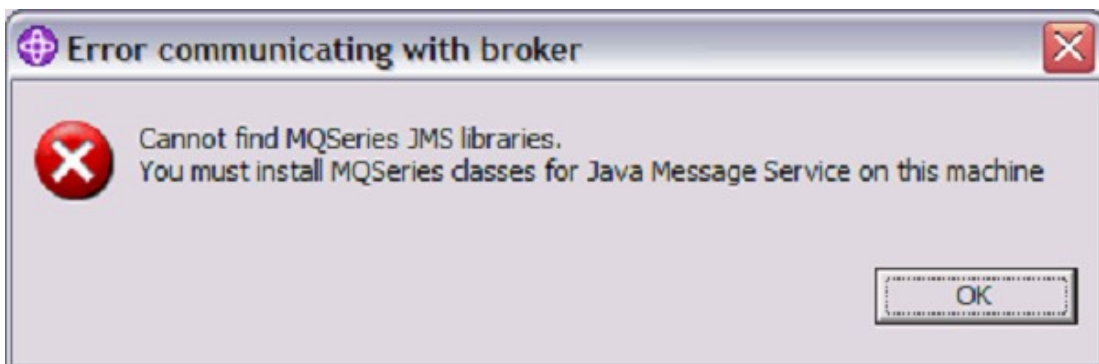 Error communicating with broker
Cannot find MQSeries JMS libraries.
You must install MQSeries classes for Java Message Service on this machine
OK